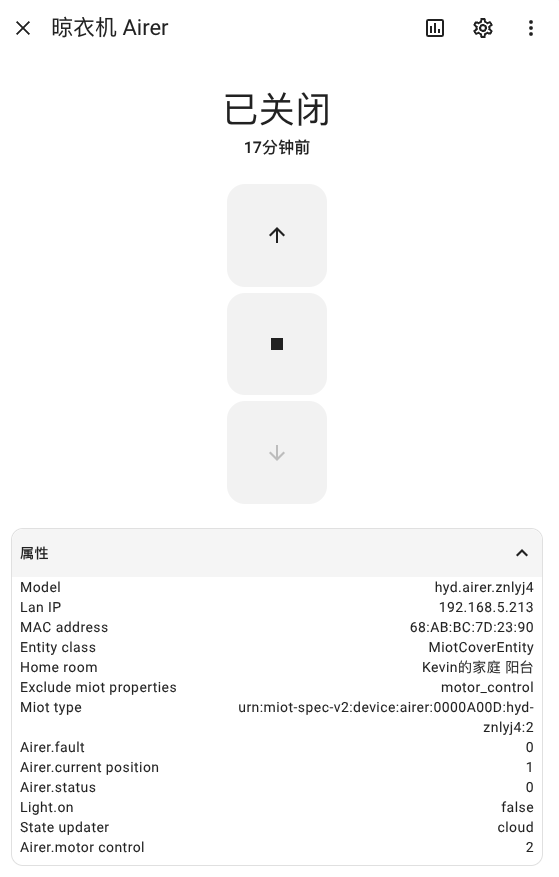 晾衣机 Airer
已关闭
17分钟前
属性
Model hyd.airer.znlyj4
Lan IP 192.168.5.213
MAC address 68:AB:BC:7D:23:90
Entity class MiotCoverEntity
Home room Kevin的家庭 阳台
Exclude miot properties motor_control
Miot type urn:miot-spec-v2:device:airer:0000A00D:hyd-
znlyj4:2
Airer.fault 0
Airer.current position 1
Airer.status 0
Light.on false
State updater cloud
Airer.motor control 2